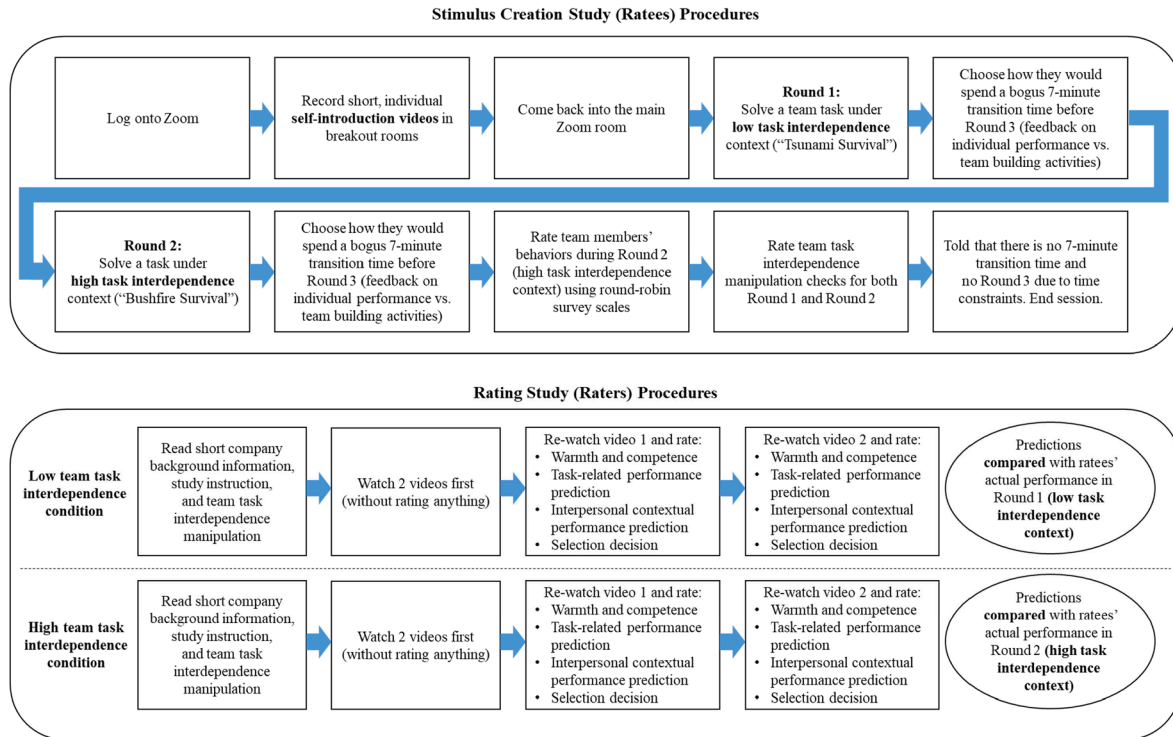 Stimulus Creation Study (Ratees) Procedures
Log onto Zoom
Record short, individual
self-introduction videos in
breakout rooms
Come back into the main
Zoom room
Round 1:
Solve a team task under
low task interdependence
context (“Tsunami Survival”)
Choose how they would
spend a bogus 7-minute
transition time before
Round 3 (feedback on
individual performance vs.
team building activities)
Round 2:
Solve a task under
high task interdependence
context (“Bushfire Survival”)
Choose how they would
spend a bogus 7-minute
transition time before
Round 3 (feedback on
individual performance vs.
team building activities)
Rate team members’
behaviors during Round 2
(high task interdependence
context) using round-robin
survey scales
Rate team task
interdependence
manipulation checks for both
Round 1 and Round 2
Told that there is no 7-minute
transition time and
no Round 3 due to time
constraints. End session.
Rating Study (Raters) Procedures
Low team task
interdependence
condition
Read short company
background information,
study instruction,
and team task
interdependence
manipulation
Watch 2 videos first
(without rating anything)
Re-watch video 1 and rate:
• Warmth and competence
• Task-related performance
prediction
• Interpersonal contextual
performance prediction
• Selection decision
Re-watch video 2 and rate:
• Warmth and competence
• Task-related performance
prediction
• Interpersonal contextual
performance prediction
• Selection decision
Predictions
compared with ratees’
actual performance in
Round 1 (low task
interdependence
context)
High team task
interdependence
condition
Read short company
background information,
study instruction,
and team task
interdependence
manipulation
Watch 2 videos first
(without rating anything)
Re-watch video 1 and rate:
• Warmth and competence
• Task-related performance
prediction
• Interpersonal contextual
performance prediction
• Selection decision
Re-watch video 2 and rate:
• Warmth and competence
• Task-related performance
prediction
• Interpersonal contextual
performance prediction
• Selection decision
Predictions
compared with ratees’
actual performance in
Round 2 (high task
interdependence
context)